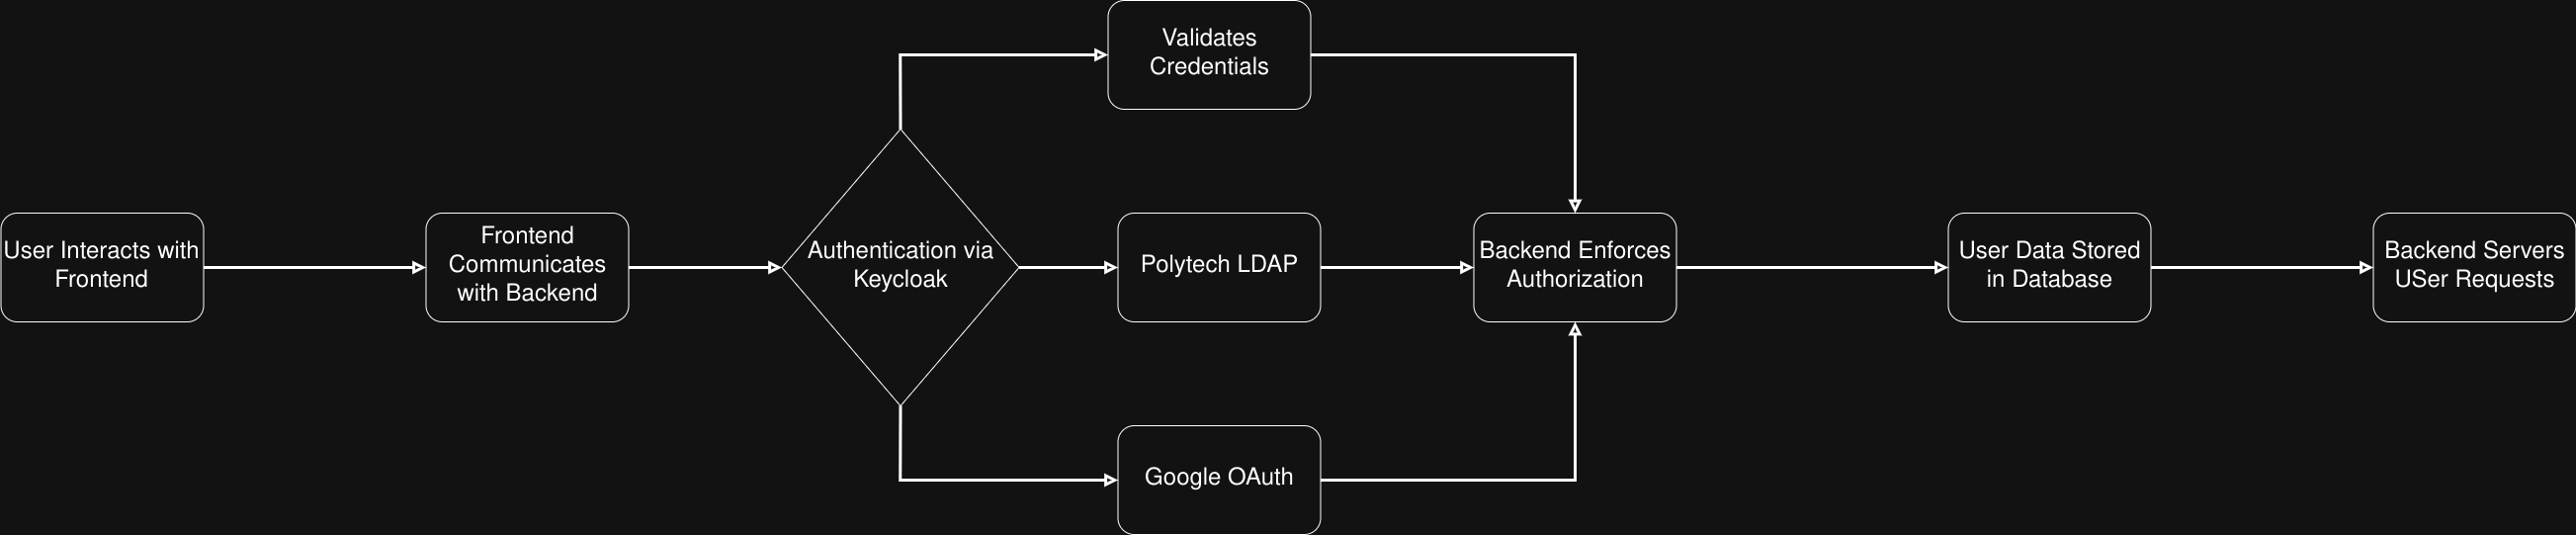 User Interacts with
Frontend
Frontend
Communicates
with Backend
Authentication via
Keycloak
Validates
Credentials
Polytech LDAP
Google OAuth
Backend Enforces
Authorization
User Data Stored
in Database
Backend Servers
USer Requests